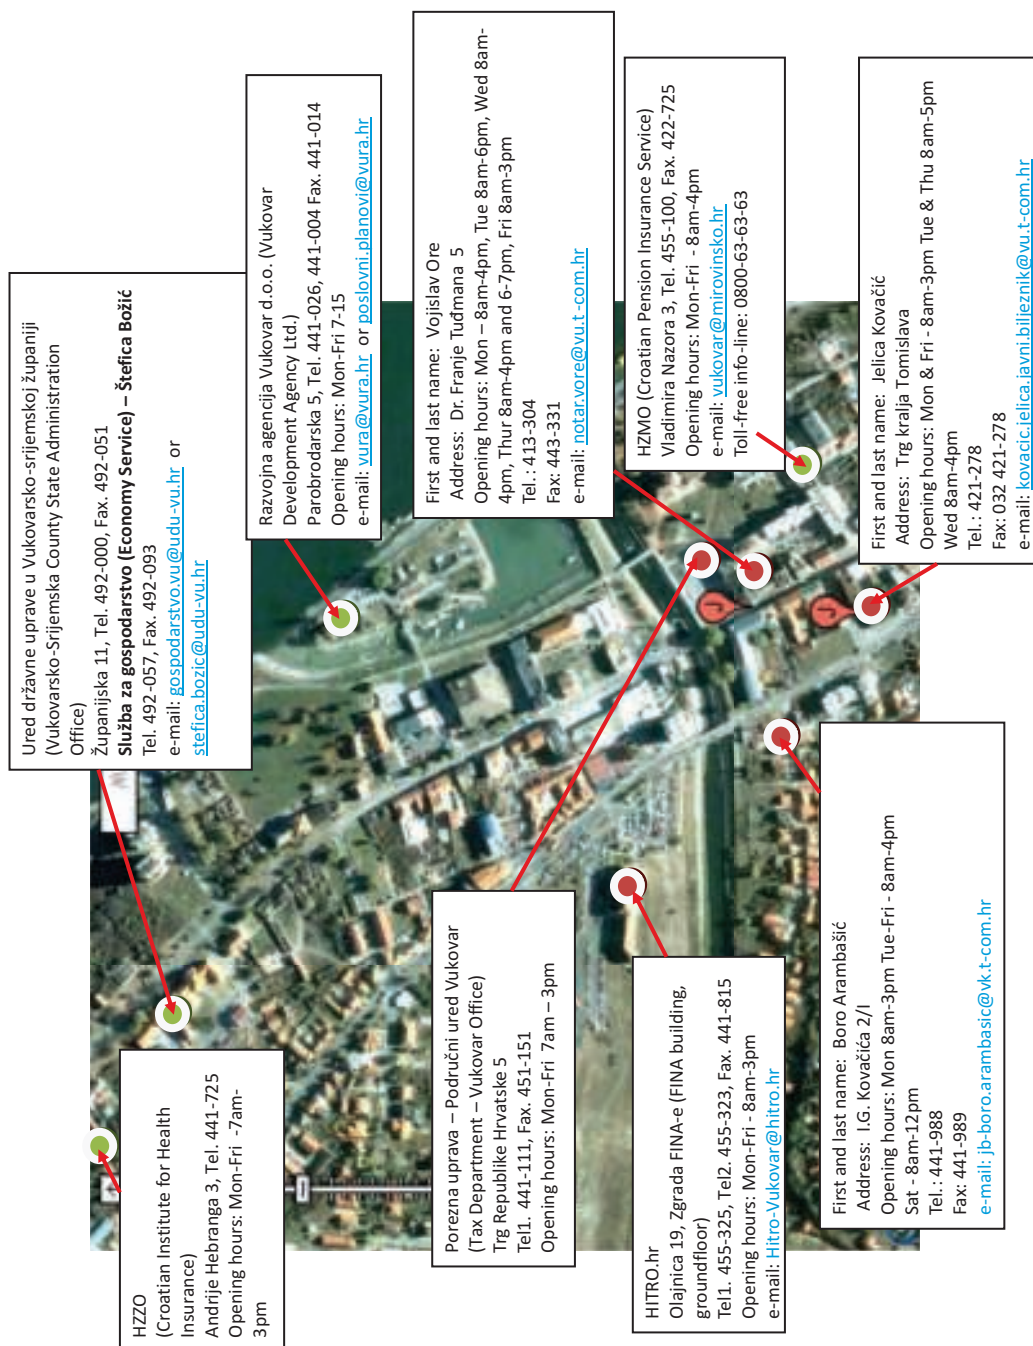 Ured državne uprave u Vukovarsko-srijemskoj županiji
(Vukovarsko-Srijemska County State Administration
Office)
Županijska 11, Tel. 492-000, Fax. 492-051
Služba za gospodarstvo (Economy Service) – Štefica Božić
Tel. 492-057, Fax. 492-093
e-mail: gospodarstvo.vu@udu-vu.hr or
stefica.bozic@udu-vu.hr
Razvojna agencija Vukovar d.o.o. (Vukovar
Development Agency Ltd.)
Parobrodarska 5, Tel. 441-026, 441-004 Fax. 441-014
Opening hours: Mon-Fri 7-15
e-mail: vura@vura.hr or poslovni.planovi@vura.hr
First and last name: Vojislav Ore
Address: Dr. Franje Tuđmana 5
Opening hours: Mon – 8am-4pm, Tue 8am-6pm, Wed 8am-
4pm, Thur 8am-4pm and 6-7pm, Fri 8am-3pm
Tel.: 413-304
Fax: 443-331
e-mail: notar.vore@vu.t-com.hr
HZMO (Croatian Pension Insurance Service)
Vladimira Nazora 3, Tel. 455-100, Fax. 422-725
Opening hours: Mon-Fri - 8am-4pm
e-mail: vukovar@mirovinsko.hr
Toll-free info-line: 0800-63-63-63
First and last name: Jelica Kovačić
Address: Trg kralja Tomislava
Opening hours: Mon & Fri - 8am-3pm Tue & Thu 8am-5pm
Wed 8am-4pm
Tel.: 421-278
Fax: 032 421-278
e-mail: kovacic.jelica.javni.biljeznik@vu.t-com.hr
HZZO
(Croatian Institute for Health
Insurance)
Andrije Hebranga 3, Tel. 441-725
Opening hours: Mon-Fri -7am-
3pm
Porezna uprava – Područni ured Vukovar
(Tax Department – Vukovar Office)
Trg Republike Hrvatske 5
Tel1. 441-111, Fax. 451-151
Opening hours: Mon-Fri 7am – 3pm
HITRO.hr
Olajnica 19, Zgrada FINA-e (FINA building,
groundfloor)
Tel1. 455-325, Tel2. 455-323, Fax. 441-815
Opening hours: Mon-Fri - 8am-3pm
e-mail: Hitro-Vukovar@hitro.hr
First and last name: Boro Arambašić
Address: I.G. Kovačića 2/I
Opening hours: Mon 8am-3pm Tue-Fri - 8am-4pm
Sat - 8am-12pm
Tel.: 441-988
Fax: 441-989
e-mail: jb-boro.arambasic@vk.t-com.hr
J
J